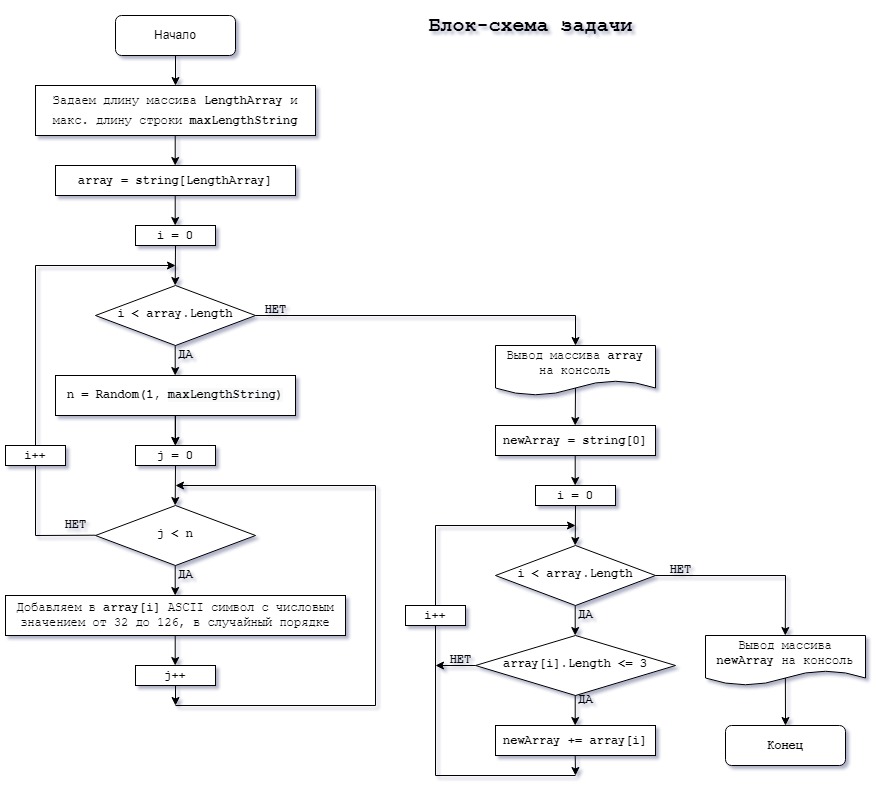 Блок-схема задачи
Начало
Задаем длину массива LengthArray и
макс. длину строки maxLengthString
array = string[LengthArray]
i = 0
i < array.Length
НЕТ
ДА
n = Random(1, maxLengthString)
j = 0
i++
j < n
НЕТ
ДА
Добавляем в array[i] ASCII символ с числовым
значением от 32 до 126, в случайный порядке
j++
Вывод массива array
на консоль
newArray = string[0]
i = 0
i < array.Length
НЕТ
ДА
i++
array[i].Length <= 3
НЕТ
ДА
newArray += array[i]
Вывод массива
newArray на консоль
Конец